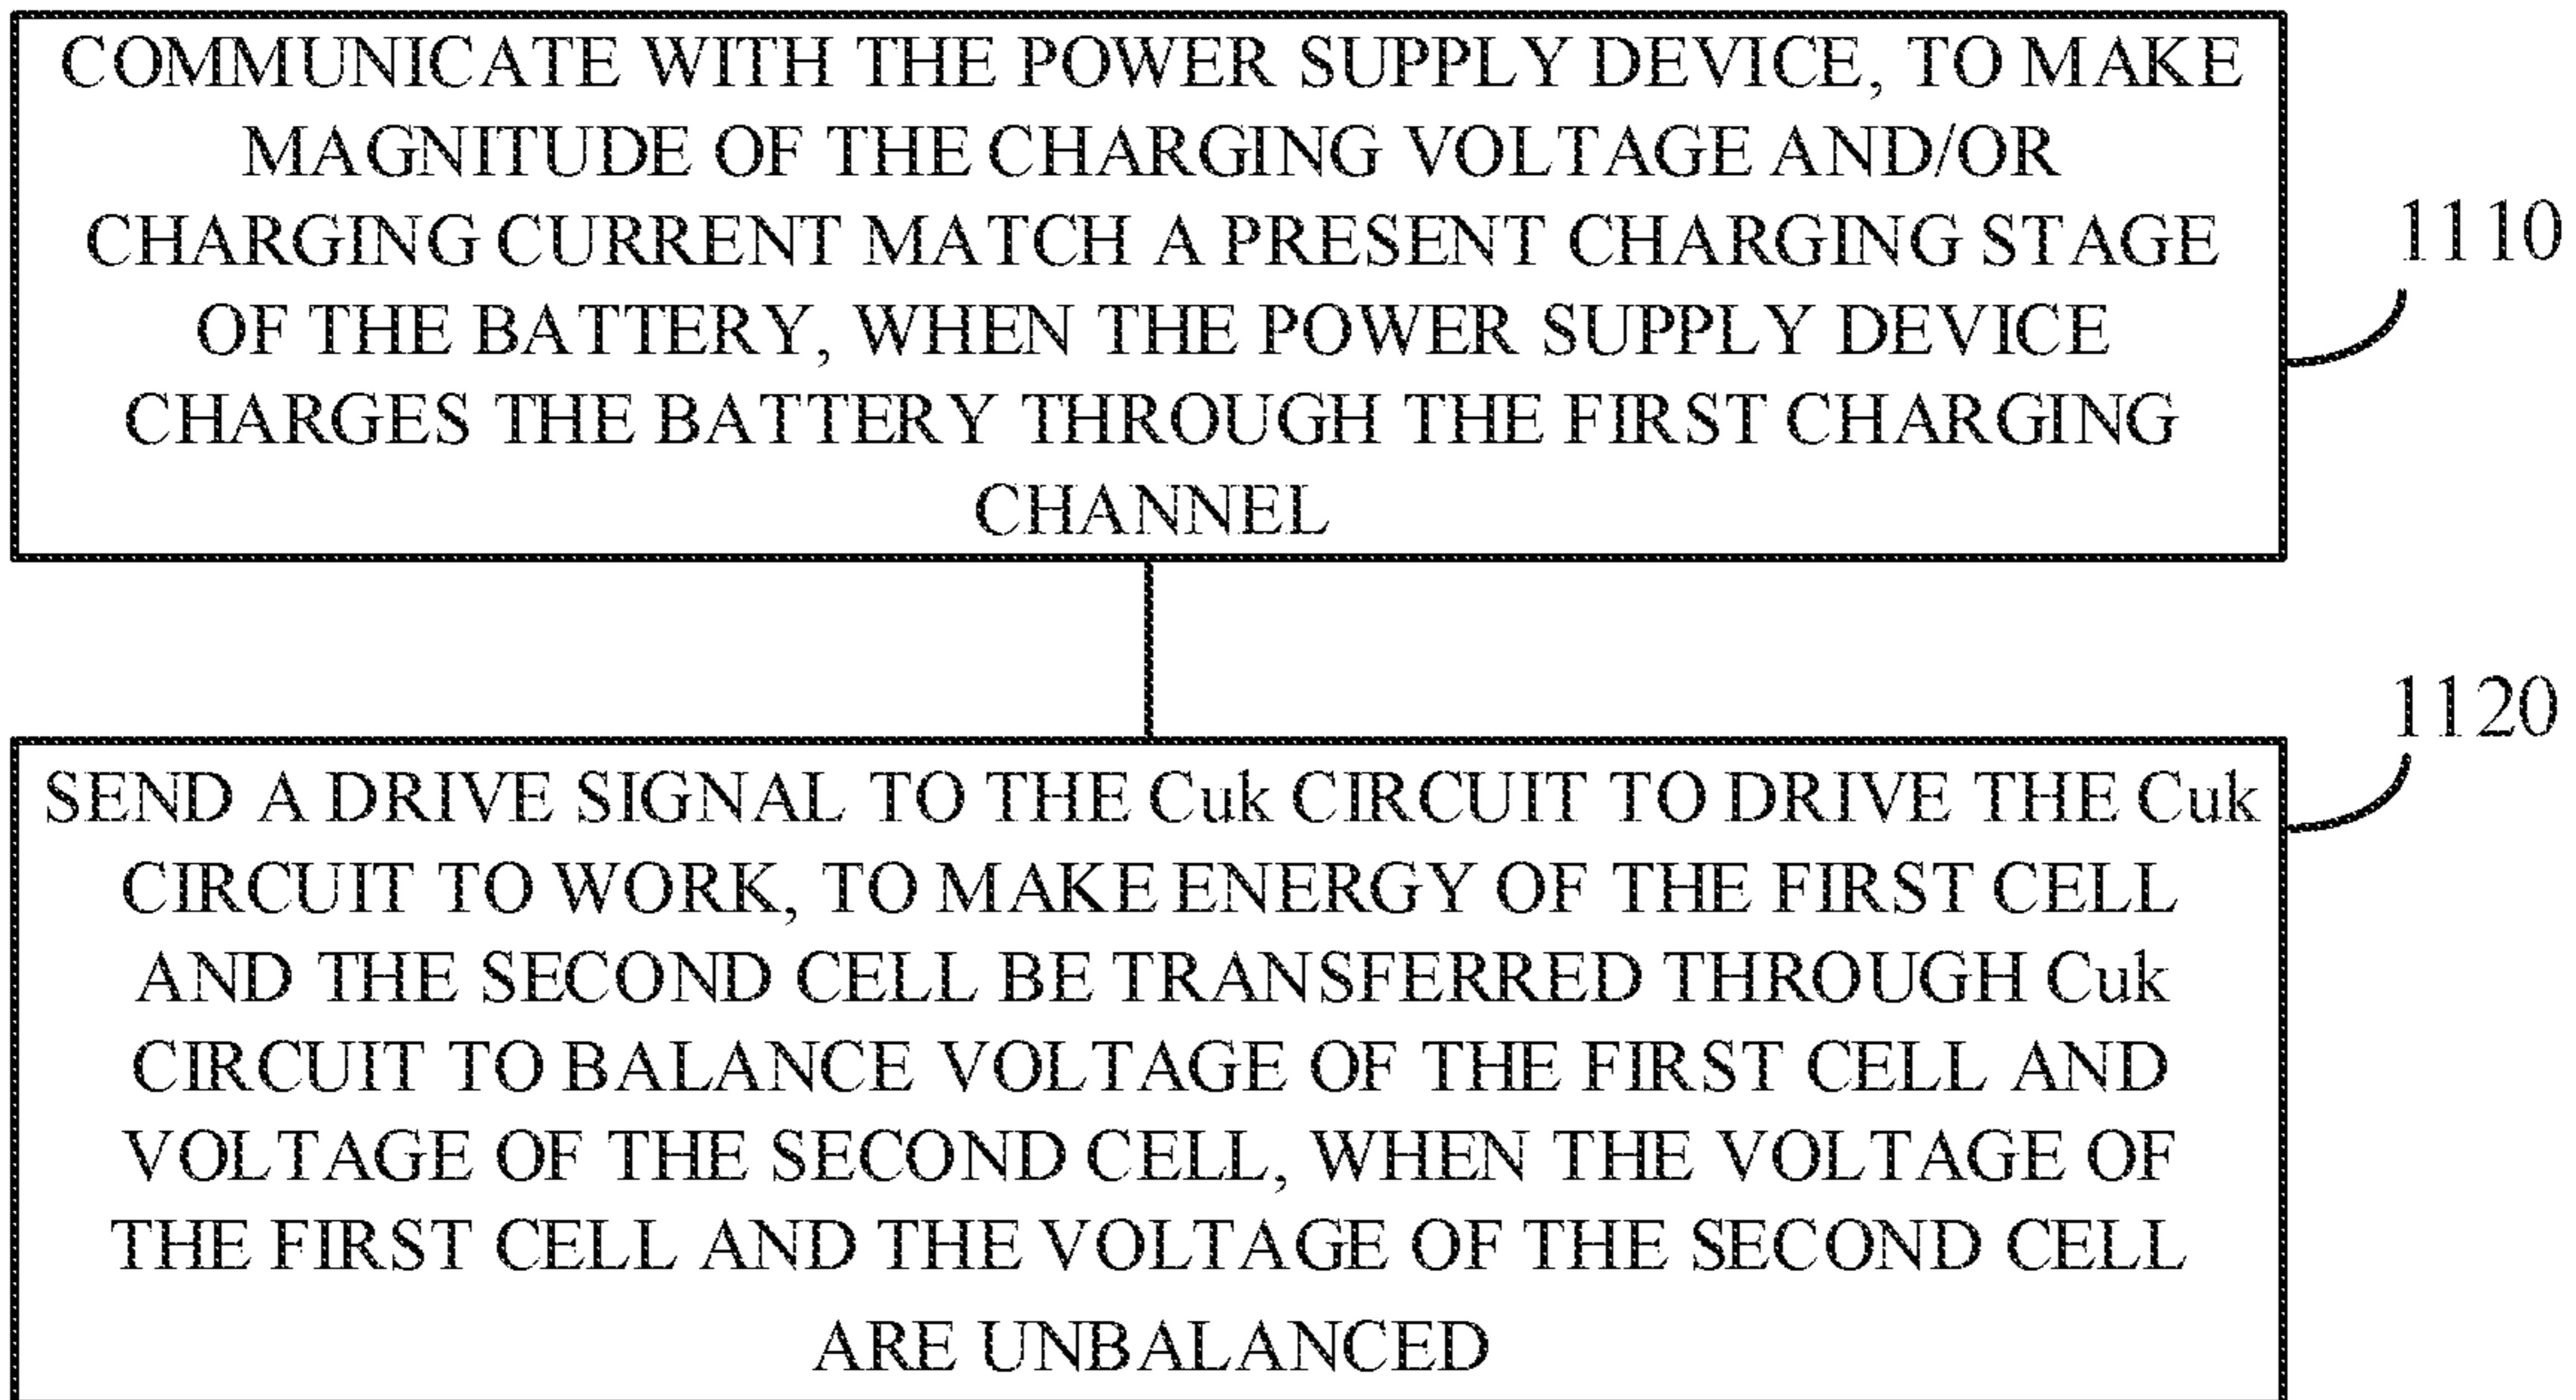 COMMUNICATE WITH THE POWER SUPPLY DEVICE, TO MAKE
MAGNITUDE OF THE CHARGING VOLTAGE AND/OR
CHARGING CURRENT MATCH A PRESENT CHARGING STAGE
OF THE BATTERY, WHEN THE POWER SUPPLY DEVICE
CHARGES THE BATTERY THROUGH THE FIRST CHARGING
CHANNEL
1110
1120
SEND A DRIVE SIGNAL TO THE Cuk CIRCUIT TO DRIVE THE Cuk
CIRCUIT TO WORK, TO MAKE ENERGY OF THE FIRST CELL
AND THE SECOND CELL BE TRANSFERRED THROUGH Cuk
CIRCUIT TO BALANCE VOLTAGE OF THE FIRST CELL AND
VOLTAGE OF THE SECOND CELL, WHEN THE VOLTAGE OF
THE FIRST CELL AND THE VOLTAGE OF THE SECOND CELL
ARE UNBALANCED